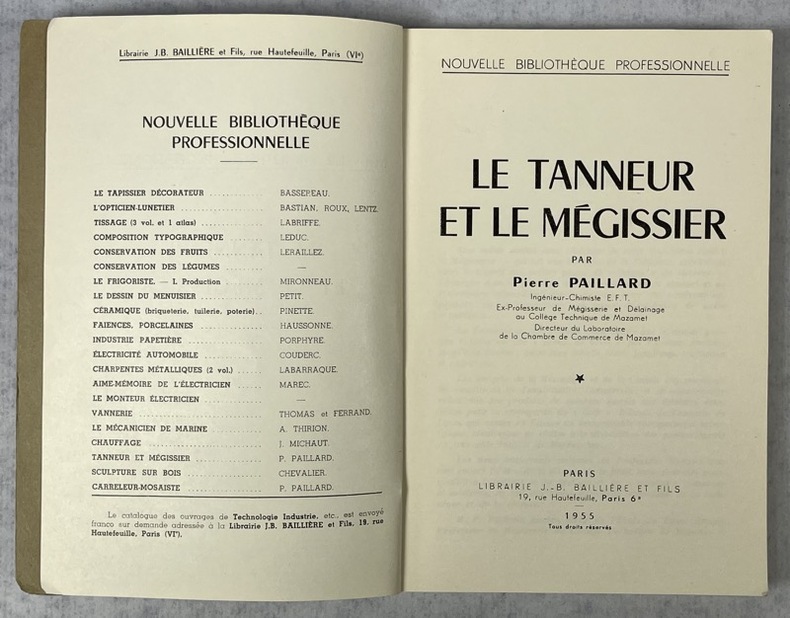 Librairie J.B. BAILLIÈRE et Fils, rue Hautefeuille, Paris (VIe)
NOUVELLE BIBLIOTHÈQUE
PROFESSIONNELLE
LE TAPISSIER DÉCORATEUR ............ BASSEREAU.
L'OPTICIEN-LUNETIER ............ BASTIAN, ROUX, LENTZ.
TISSAGE (3 vol. et 1 atlas) ............ LABRIFFE.
COMPOSITION TYPOGRAPHIQUE ........ LEDUC.
CONSERVATION DES FRUITS ............ LERAILLEZ.
CONSERVATION DES LÉGUMES ........ —
LE FRIGORISTE. — I. Production ........ MIRONNEAU.
LE DESSIN DU MENUISIER ............ PETIT.
CÉRAMIQUE (briqueterie, tuilerie, poterie).. PINETTE.
FAIENCES, PORCELAINES ............ HAUSSONNE.
INDUSTRIE PAPETIÈRE ............ PORPHYRE.
ÉLECTRICITÉ AUTOMOBILE ............ COUDERC.
CHARPENTES MÉTALLIQUES (2 vol.) ...... LABARRAQUE.
AIME-MÉMOIRE DE L'ÉLECTRICIEN ...... MAREC.
LE MONTEUR ÉLECTRICIEN ............ —
VANNERIE ............ THOMAS et FERRAND.
LE MÉCANICIEN DE MARINE ............ A. THIRION.
CHAUFFAGE ............ J. MICHAUT.
TANNEUR ET MÉGISSIER ............ P. PAILLARD.
SCULPTURE SUR BOIS ............ CHEVALIER.
CARRELEUR-MOSAISTE ............ P. PAILLARD.
Le catalogue des ouvrages de Technologie Industrie, etc., est envoyé
franco sur demande adressée à la Librairie J.B. BAILLIÈRE et Fils, 19, rue
Hautefeuille, Paris (VIe).
NOUVELLE BIBLIOTHÈQUE PROFESSIONNELLE
LE TANNEUR
ET LE MÉGISSIER
PAR
Pierre PAILLARD
Ingénieur-Chimiste E.F.T.
Ex-Professeur de Mégisserie et Délainage
au Collège Technique de Mazamet
Directeur du Laboratoire
de la Chambre de Commerce de Mazamet
PARIS
LIBRAIRIE J.-B. BAILLIÈRE ET FILS
19, rue Hautefeuille, Paris 6e
1955
Tous droits réservés